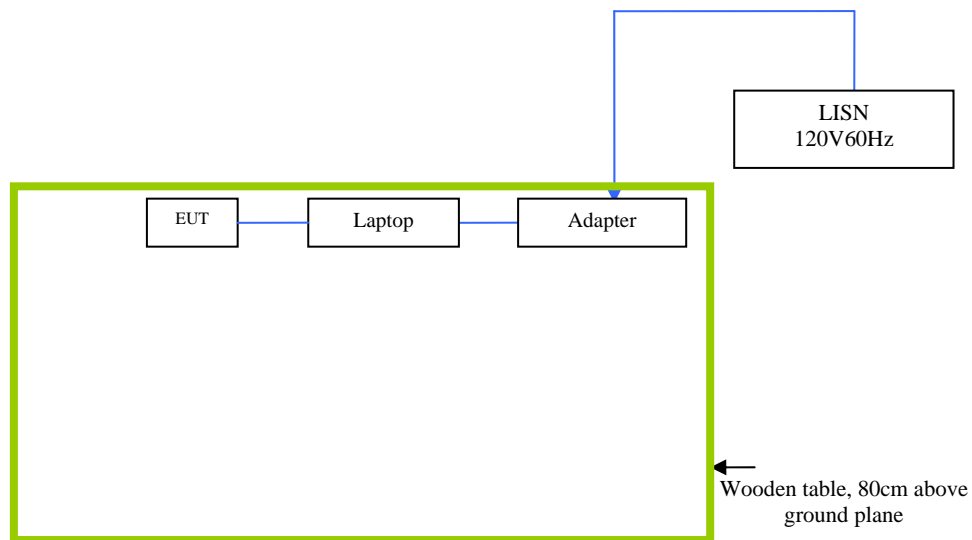 LISN
120V60Hz
EUT
Laptop
Adapter
Wooden table, 80cm above
ground plane